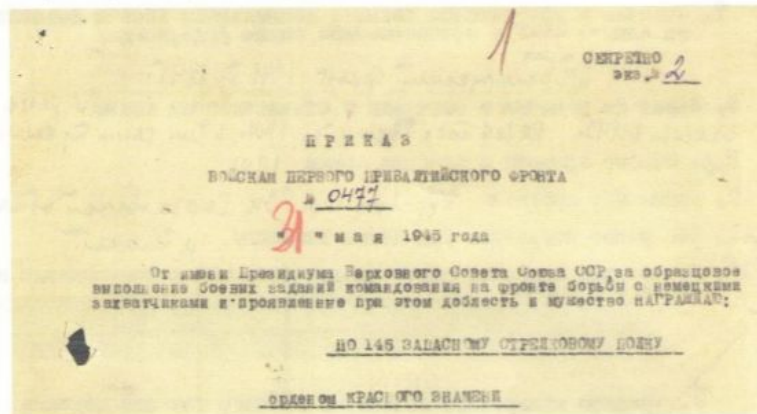 1
СЕКРЕТНО
экз.№ 2
ПРИКАЗ
ВОЙСКАМ ПЕРВОГО ПРИБАЛТИЙСКОГО ФРОНТА
№ 0477
"31" мая 1945 года
От имени Президиума Верховного Совета Союза ССР, за образцовое
выполнение боевых заданий командования на фронте борьбы с немецкими
захватчиками и проявленные при этом доблесть и мужество НАГРАЖДАЮ:
ПО 145 ЗАПАСНОМУ СТРЕЛКОВОМУ ПОЛКУ
орденом КРАСНОГО ЗНАМЕНИ